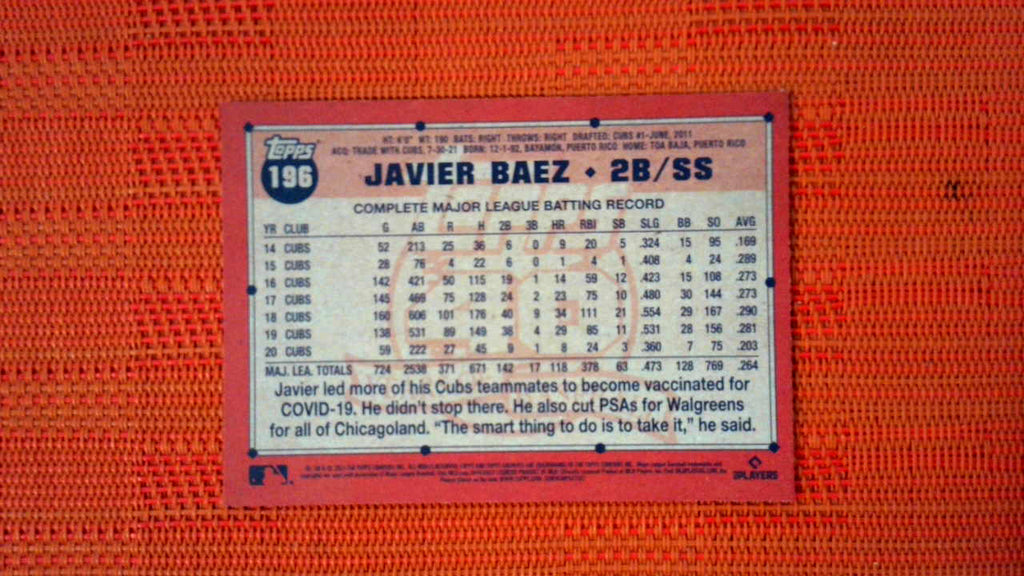 Topps
196
HT: 6'0" WT: 190 BATS: RIGHT THROWS: RIGHT DRAFTED: CUBS #1-JUNE, 2011
ACQ: TRADE WITH CUBS, 7-30-21 BORN: 12-1-92, BAYAMON, PUERTO RICO HOME: TOA BAJA, PUERTO RICO
JAVIER BAEZ ♦ 2B/SS
COMPLETE MAJOR LEAGUE BATTING RECORD
YR CLUB G AB R H 2B 3B HR RBI SB SLG BB SO AVG
14 CUBS 52 213 25 36 6 0 9 20 5 .324 15 95 .169
15 CUBS 28 76 4 22 6 0 1 4 1 .408 4 24 .289
16 CUBS 142 421 50 115 19 1 14 59 12 .423 15 108 .273
17 CUBS 145 469 75 128 24 2 23 75 10 .480 30 144 .273
18 CUBS 160 606 101 176 40 9 34 111 21 .554 29 167 .290
19 CUBS 138 531 89 149 38 4 29 85 11 .531 28 156 .281
20 CUBS 59 222 27 45 9 1 8 24 3 .360 7 75 .203
MAJ. LEA. TOTALS 724 2538 371 671 142 17 118 378 63 .473 128 769 .264
Javier led more of his Cubs teammates to become vaccinated for
COVID-19. He didn't stop there. He also cut PSAs for Walgreens
for all of Chicagoland. “The smart thing to do is to take it,” he said.
PLAYERS